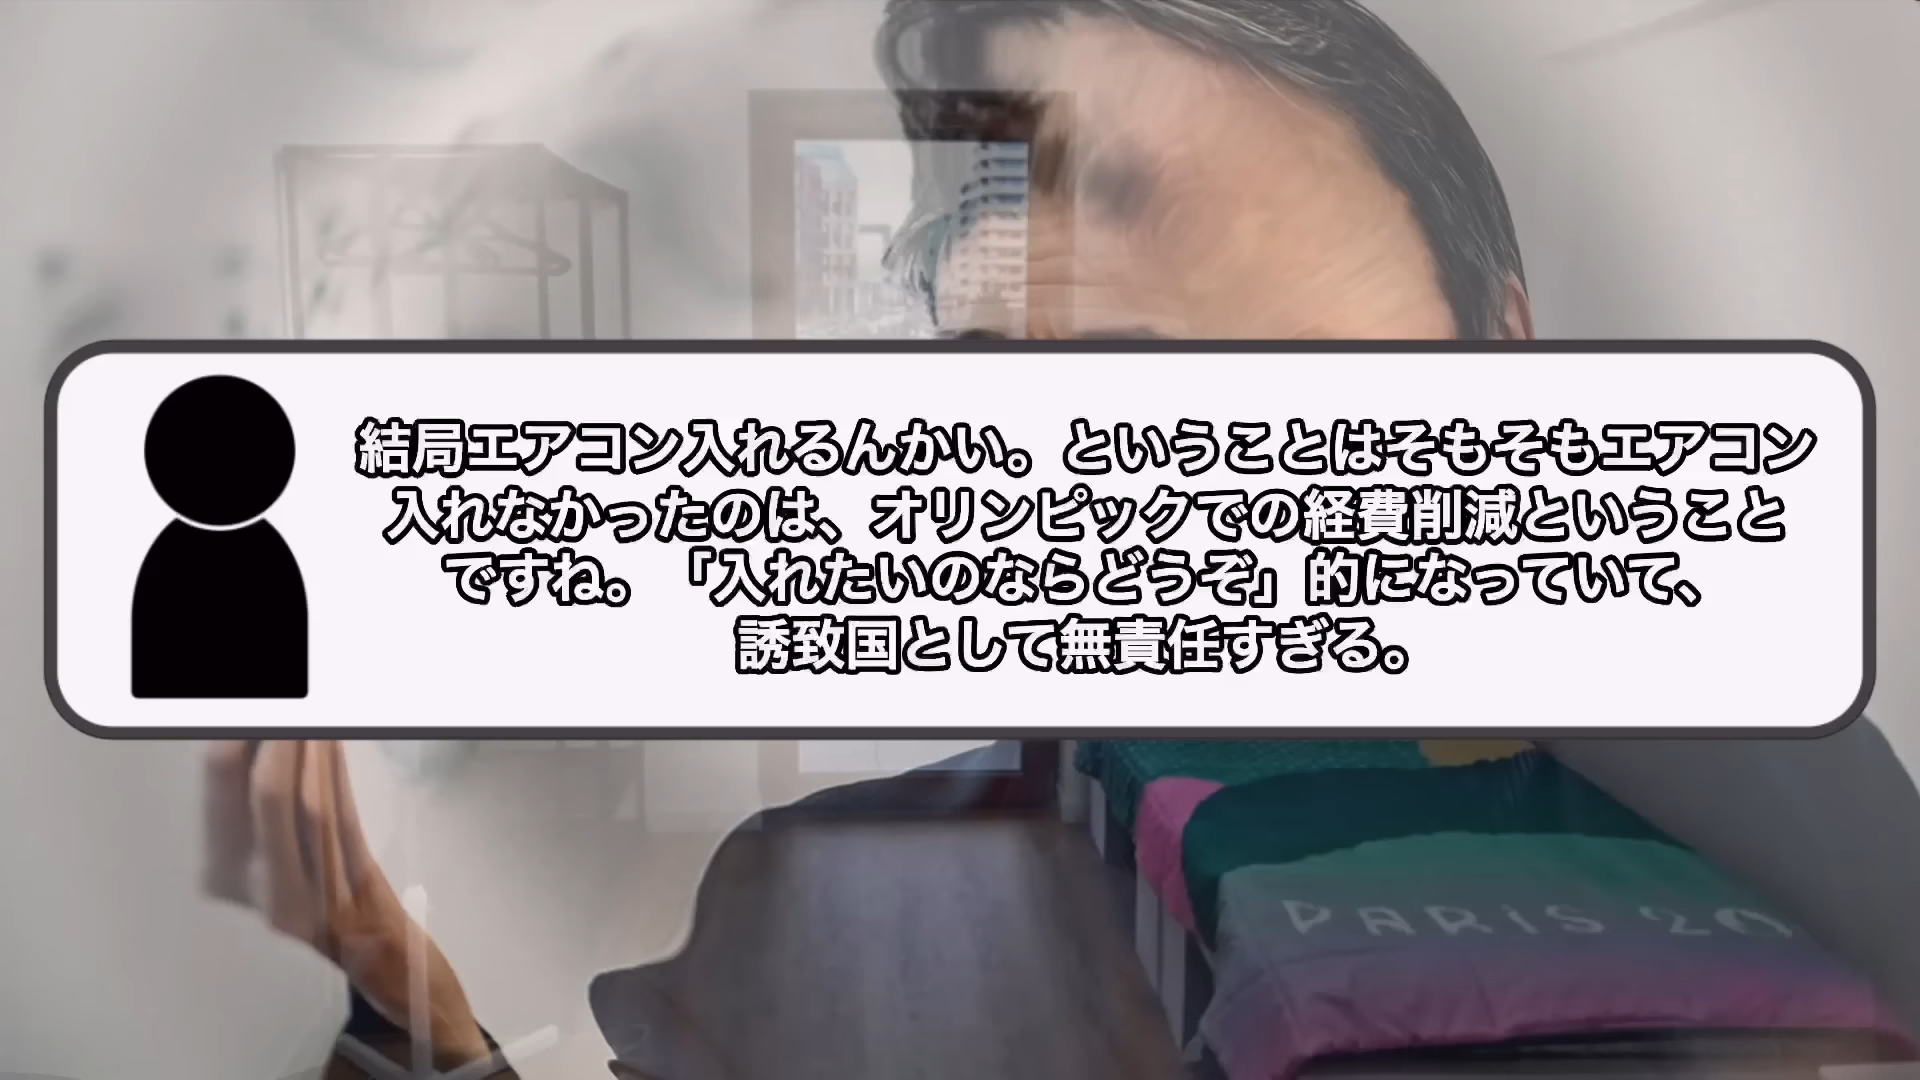 結局エアコン入れるんかい。ということはそもそもエアコン
入れなかったのは、オリンピックでの経費削減ということ
ですね。「入れたいのならどうぞ」的になっていて、
誘致国として無責任すぎる。
PARIS 20